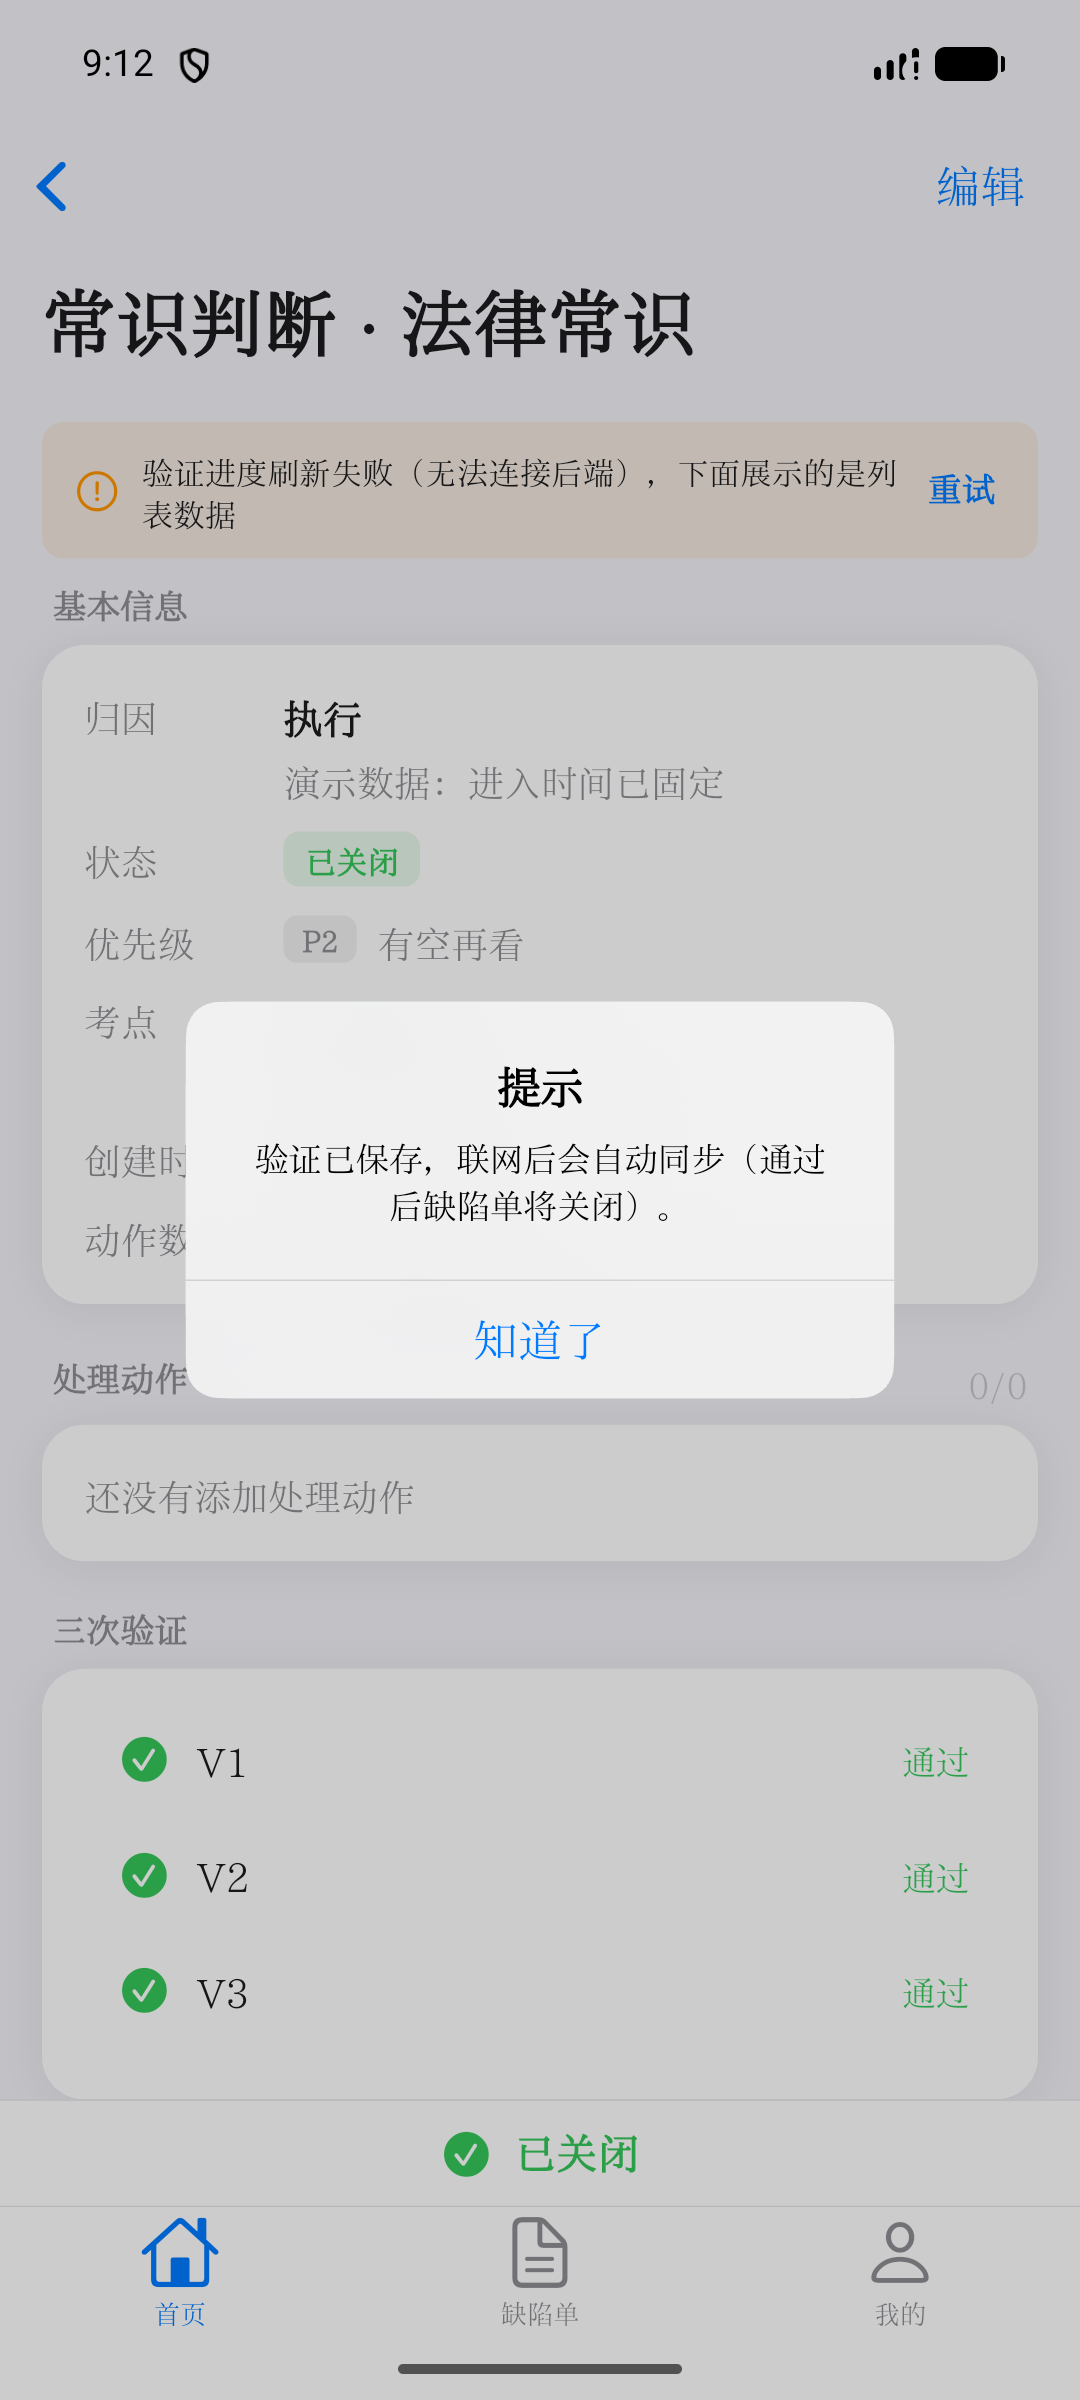 9:12
编辑
常识判断 · 法律常识
验证进度刷新失败（无法连接后端），下面展示的是列
表数据
重试
基本信息
归因
执行
演示数据：进入时间已固定
状态
已关闭
优先级
P2
有空再看
考点
创建时
动作数
提示
验证已保存，联网后会自动同步（通过
后缺陷单将关闭）。
知道了
处理动作
0/0
还没有添加处理动作
三次验证
V1
通过
V2
通过
V3
通过
已关闭
首页
缺陷单
我的